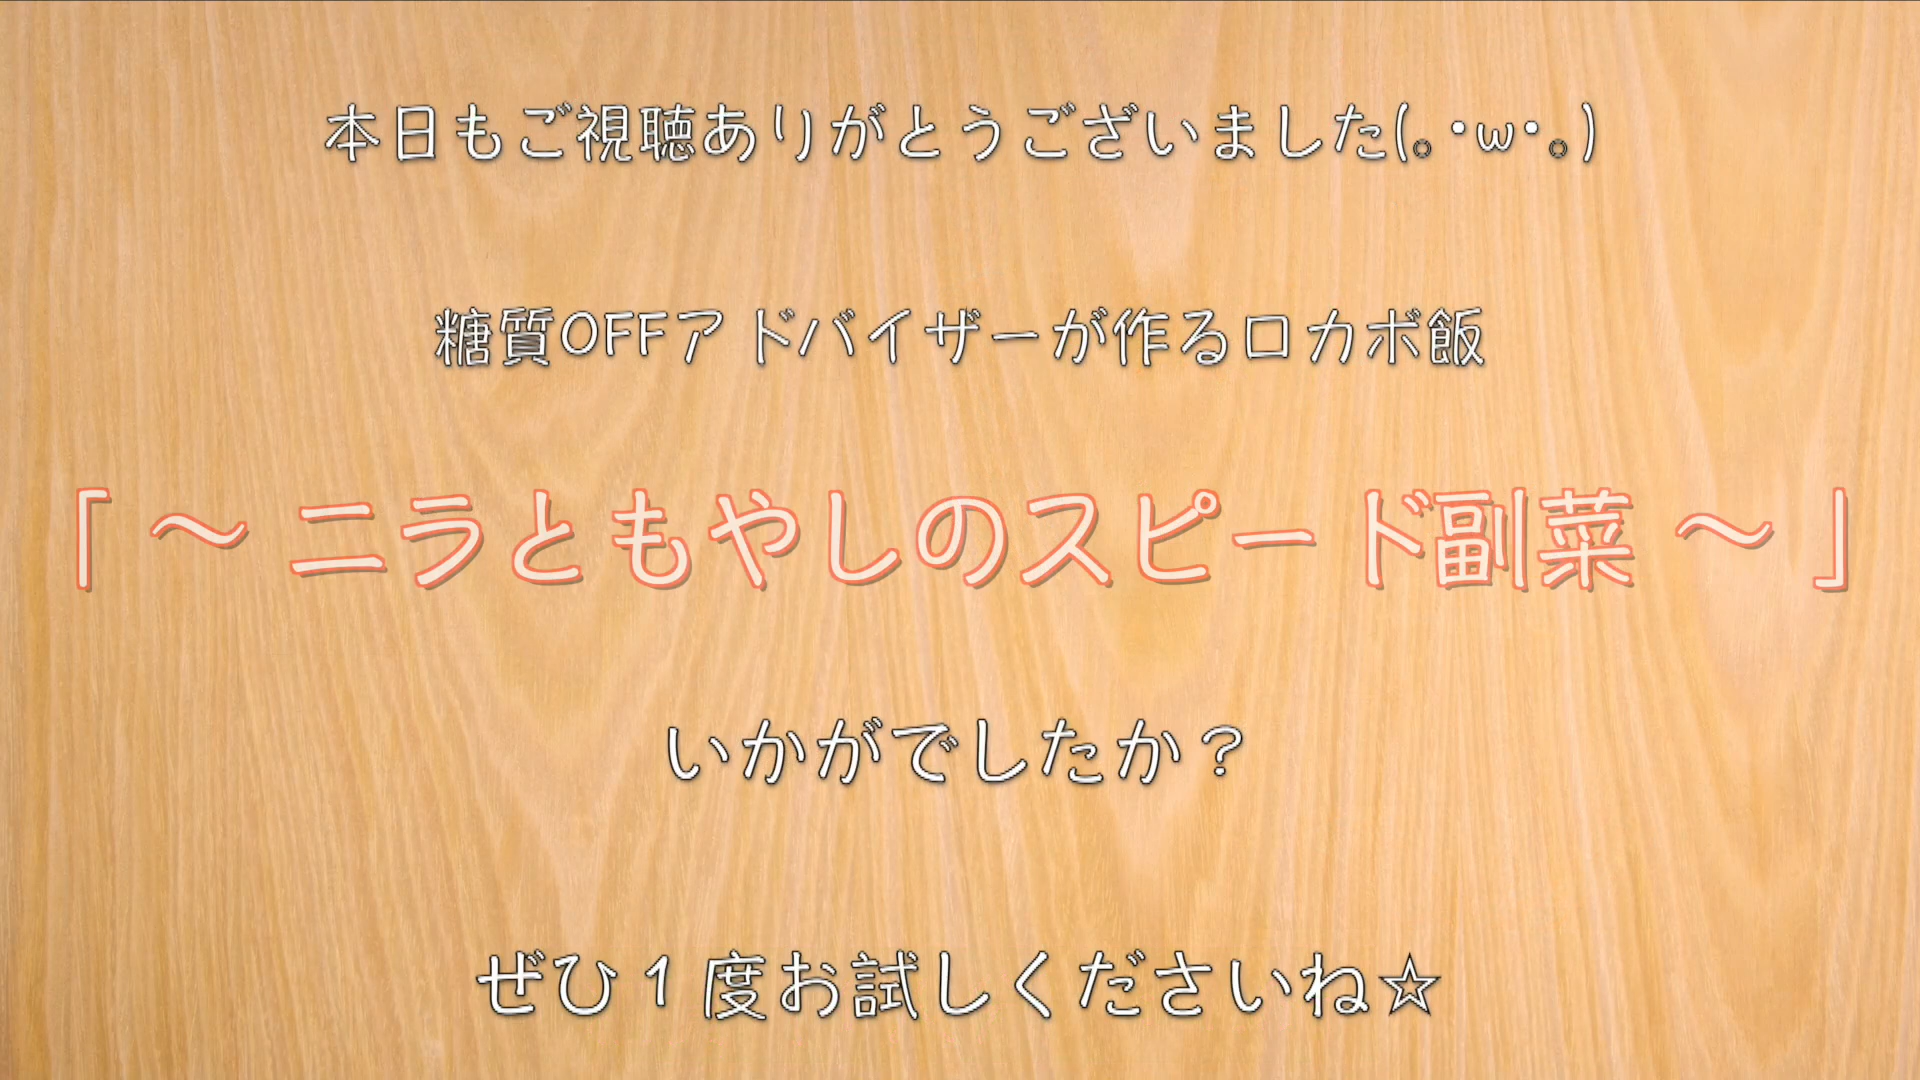 本日もご視聴ありがとうございました(｡･ω･｡)
糖質OFFアドバイザーが作るロカボ飯
「 ～ ニラともやしのスピード副菜 ～ 」
いかがでしたか？
ぜひ１度お試しくださいね☆